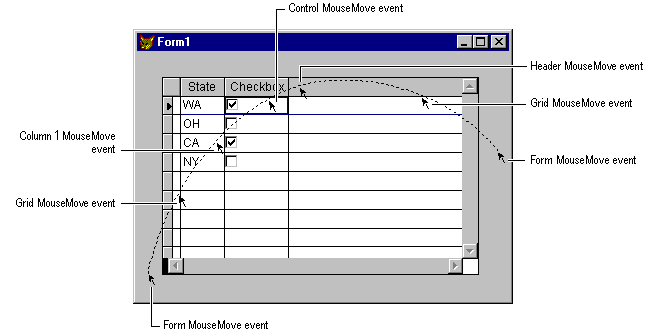 Control MouseMove event
Form1
Header MouseMove event
State Checkbox
WA
Grid MouseMove event
OH
Column 1 MouseMove
event
CA
NY
Form MouseMove event
Grid MouseMove event
Form MouseMove event